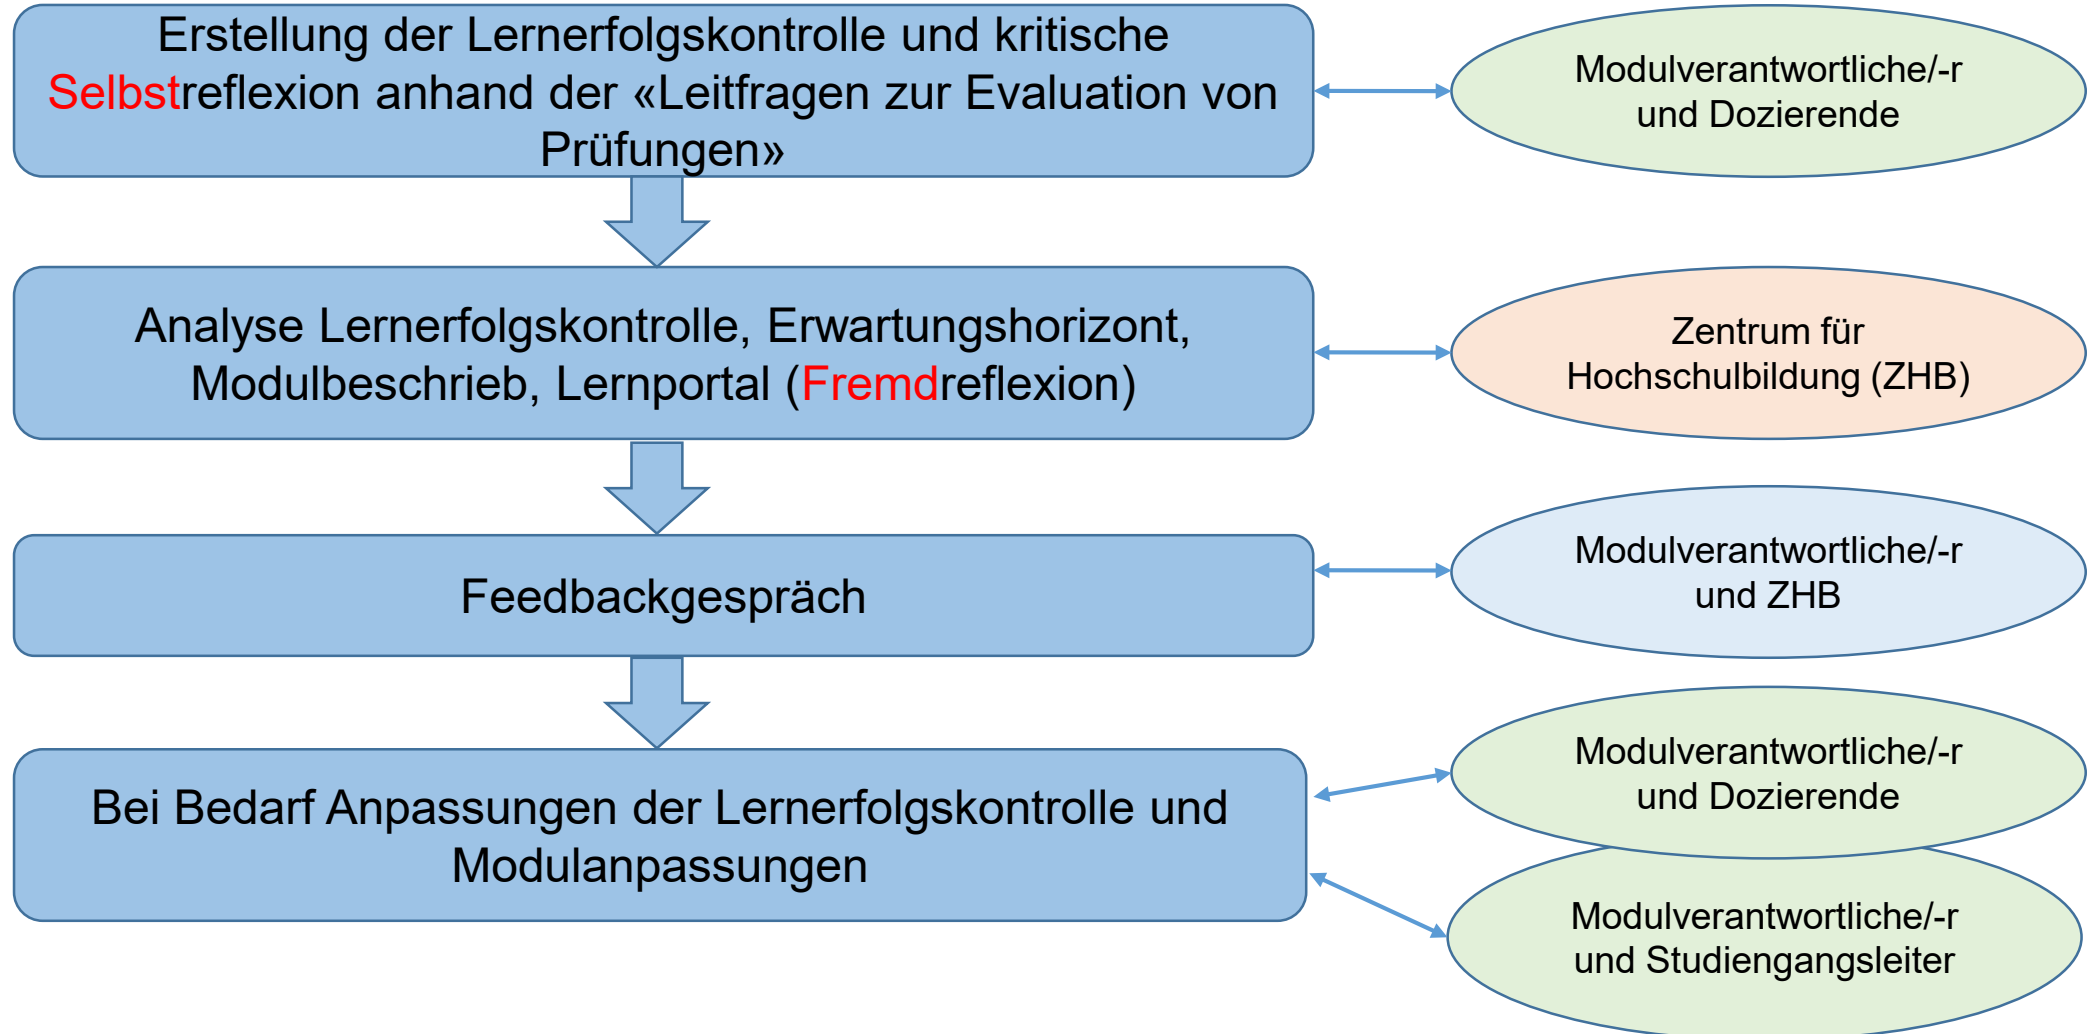 Erstellung der Lernerfolgskontrolle und kritische
Selbstreflexion anhand der «Leitfragen zur Evaluation von
Prüfungen»
Modulverantwortliche/-r
und Dozierende
Analyse Lernerfolgskontrolle, Erwartungshorizont,
Modulbeschrieb, Lernportal (Fremdreflexion)
Zentrum für
Hochschulbildung (ZHB)
Feedbackgespräch
Modulverantwortliche/-r
und ZHB
Bei Bedarf Anpassungen der Lernerfolgskontrolle und
Modulanpassungen
Modulverantwortliche/-r
und Dozierende
Modulverantwortliche/-r
und Studiengangsleiter